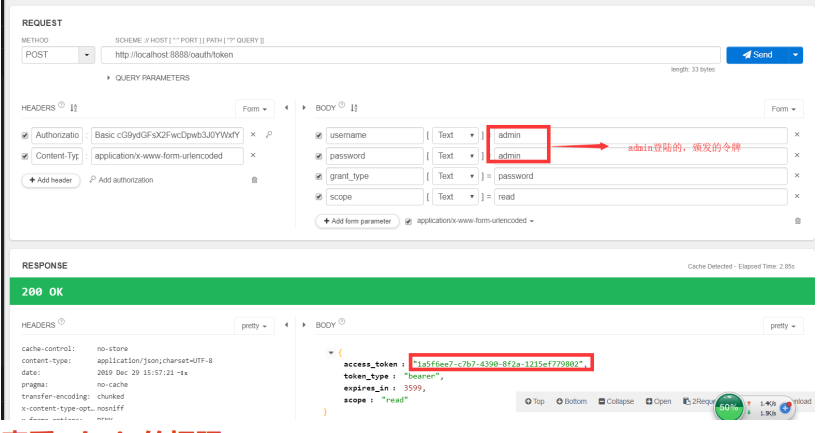 REQUEST
METHOD
SCHEME :// HOST [ ":" PORT ] [ PATH [ "?" QUERY ]]
POST
http://localhost:8888/oauth/token
Send
length: 33 bytes
QUERY PARAMETERS
HEADERS
Form
BODY
Form
Authorizatio : Basic cG9ydGFsX2FwcDpwb3J0YWxfY
username [ Text ] = admin
admin登陆的, 颁发的令牌
Content-Typ : application/x-www-form-urlencoded
password [ Text ] = admin
+ Add header
Add authorization
grant_type [ Text ] = password
scope [ Text ] = read
+ Add form parameter
application/x-www-form-urlencoded
RESPONSE
Cache Detected - Elapsed Time: 2.85s
200 OK
HEADERS
pretty
BODY
pretty
cache-control: no-store
content-type: application/json;charset=UTF-8
date: 2019 Dec 29 15:57:21
pragma: no-cache
transfer-encoding: chunked
x-content-type-opt… nosniff
{
access_token : "1a5f6ee7-c7b7-4390-8f2a-1215ef779802",
token_type : "bearer",
expires_in : 3599,
scope : "read"
}
Top
Bottom
Collapse
Open
2Reque
nload
50%
1.4K/s
1.9K/s